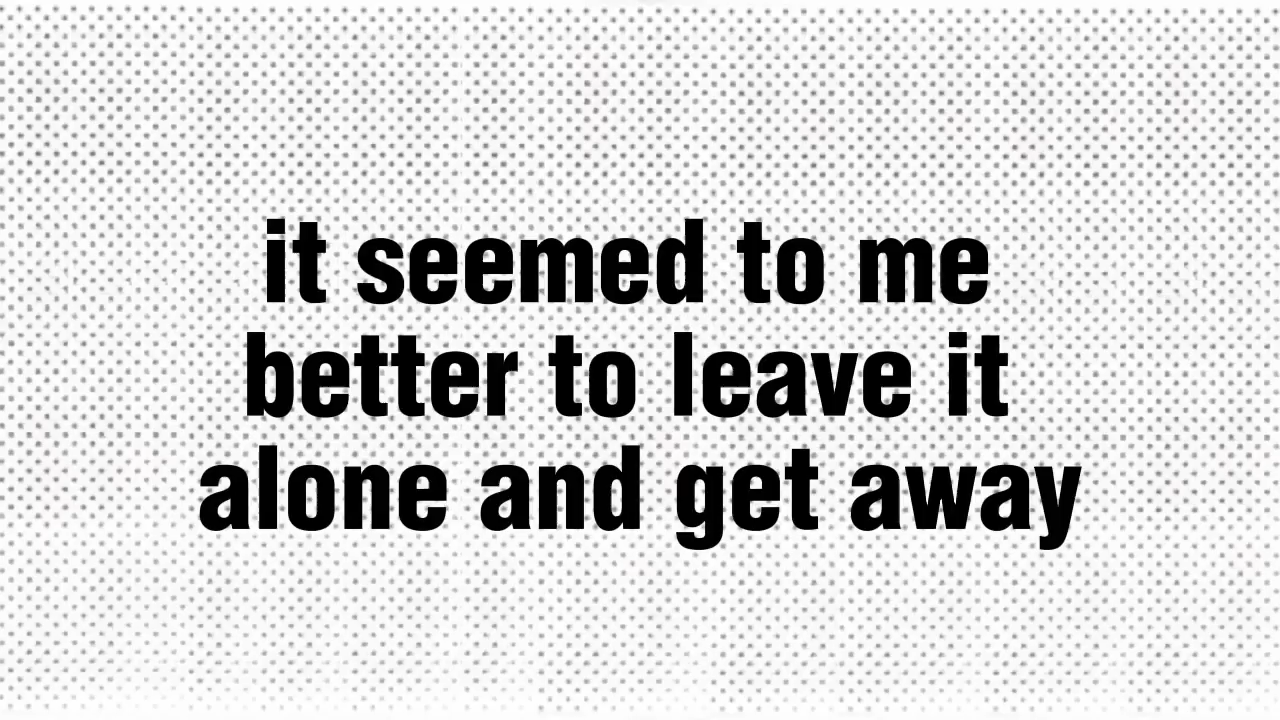 it seemed to me
better to leave it
alone and get away